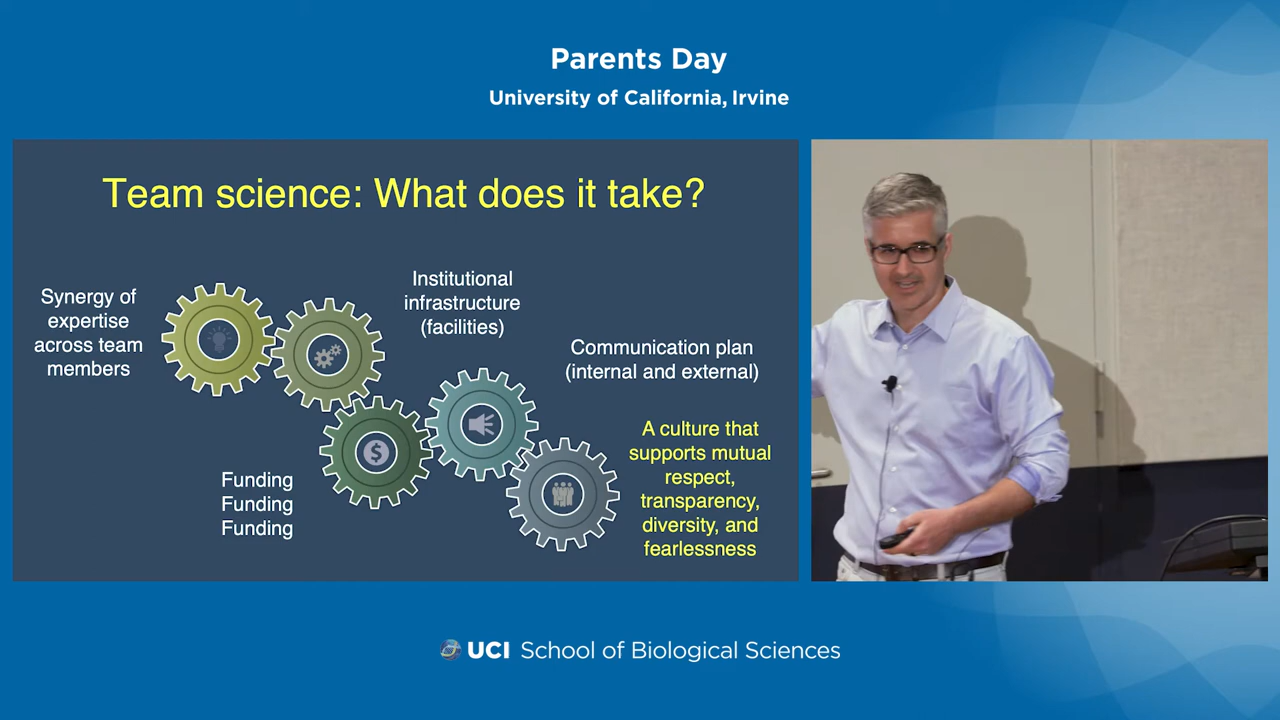 Parents Day
University of California, Irvine
Team science: What does it take?
Synergy of
expertise
across team
members
Institutional
infrastructure
(facilities)
Communication plan
(internal and external)
Funding
Funding
Funding
$
A culture that
supports mutual
respect,
transparency,
diversity, and
fearlessness
UCI School of Biological Sciences